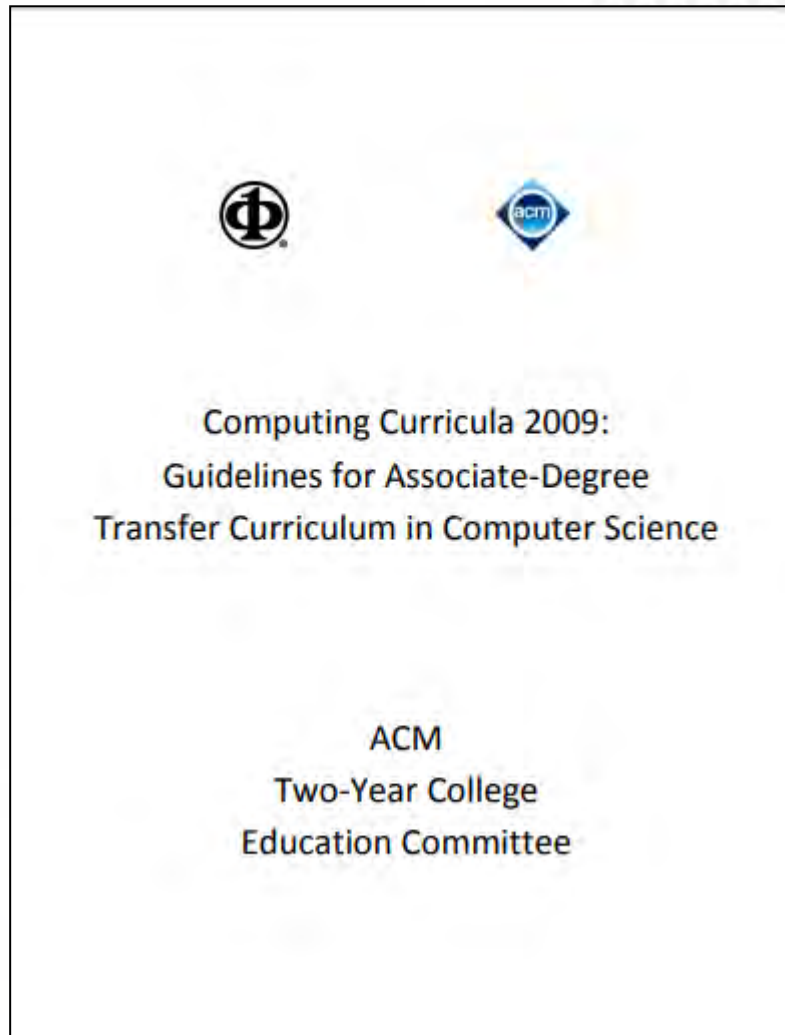 acm
Computing Curricula 2009:
Guidelines for Associate-Degree
Transfer Curriculum in Computer Science
ACM
Two-Year College
Education Committee